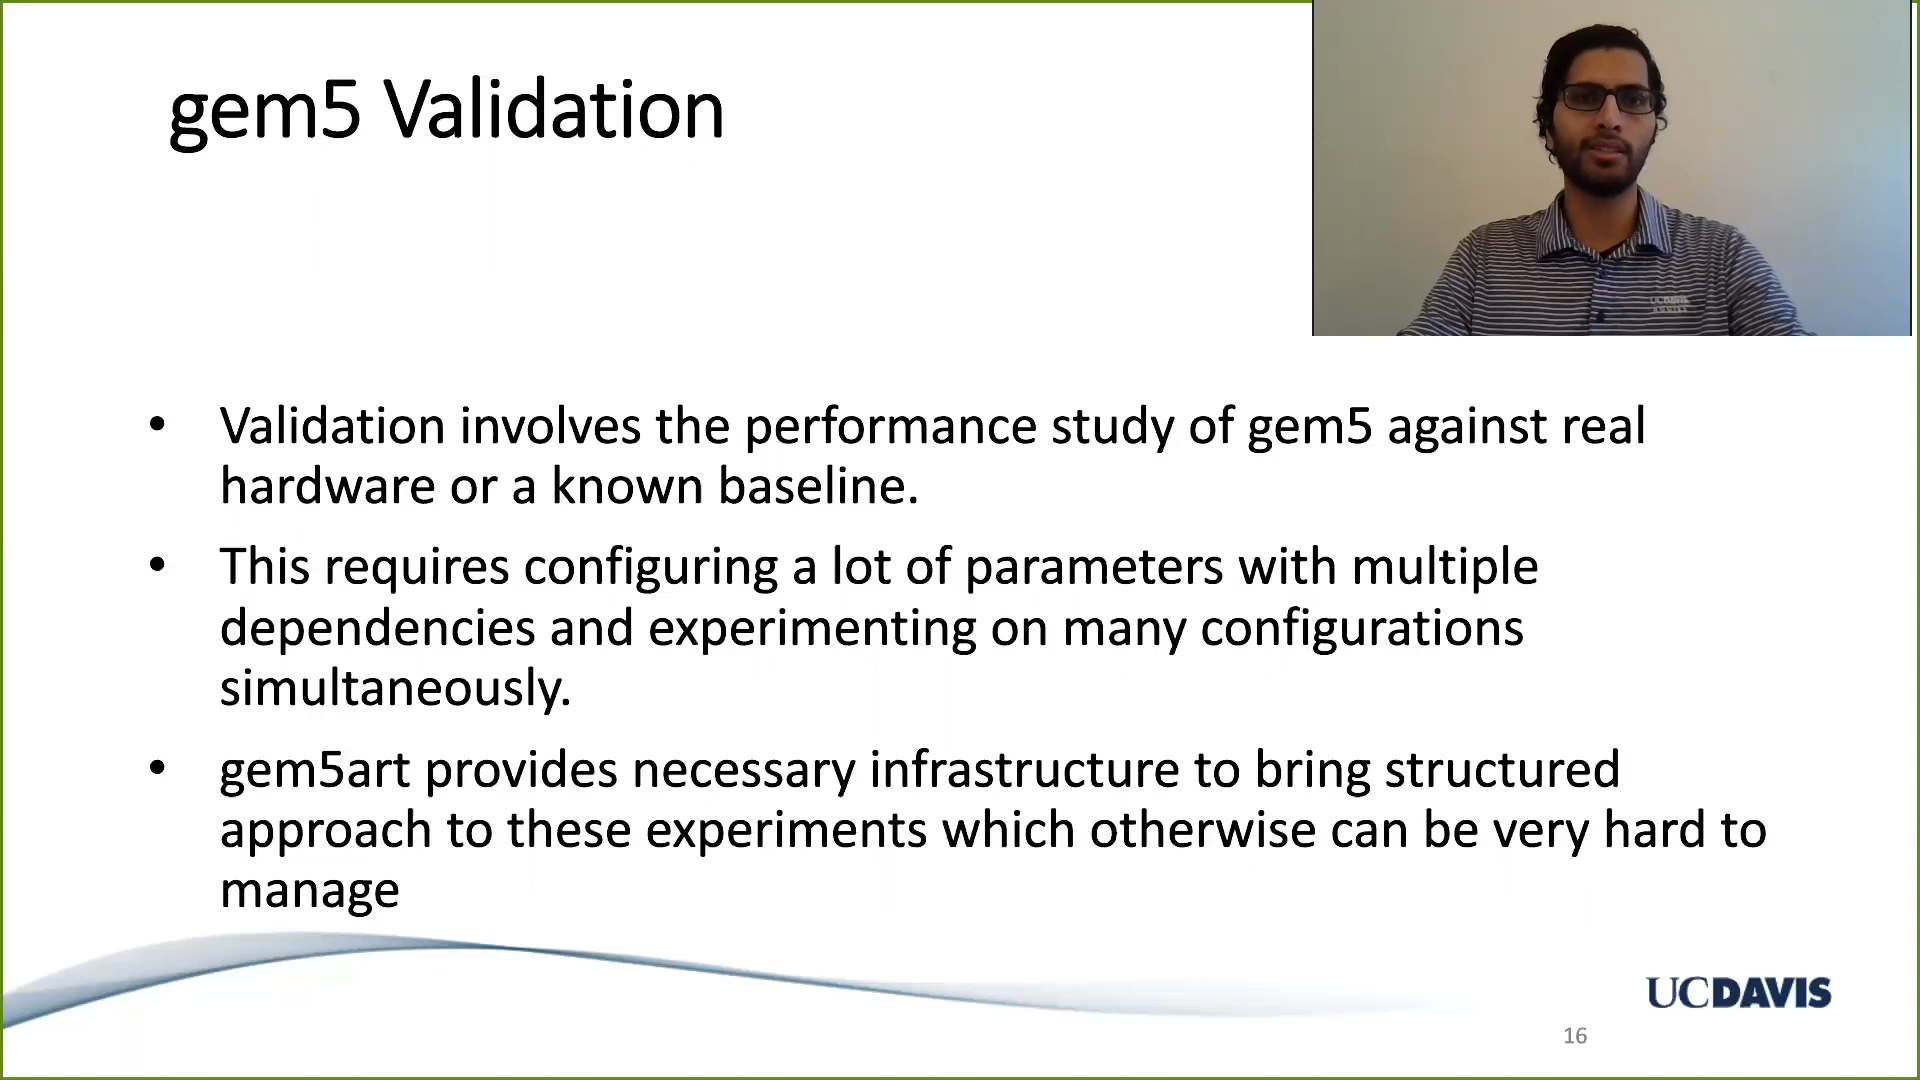 gem5 Validation
UC DAVIS
• Validation involves the performance study of gem5 against real
hardware or a known baseline.
• This requires configuring a lot of parameters with multiple
dependencies and experimenting on many configurations
simultaneously.
• gem5art provides necessary infrastructure to bring structured
approach to these experiments which otherwise can be very hard to
manage
UCDAVIS
16